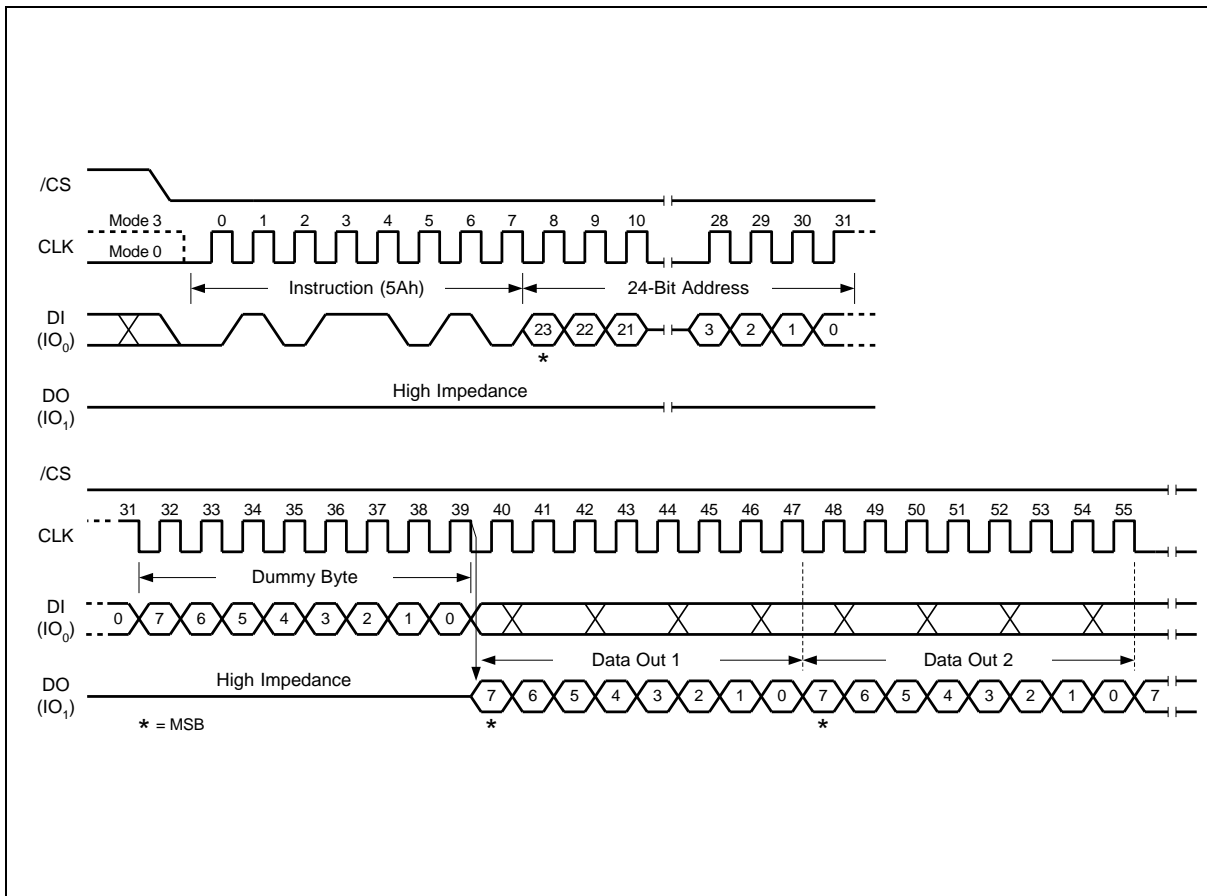 /CS
Mode 3 0 1 2 3 4 5 6 7 8 9 10 28 29 30 31
CLK Mode 0
Instruction (5Ah) 24-Bit Address
DI (IO0) 23 22 21 3 2 1 0
*
High Impedance
DO (IO1)
/CS
31 32 33 34 35 36 37 38 39 40 41 42 43 44 45 46 47 48 49 50 51 52 53 54 55
CLK
Dummy Byte
DI (IO0) 0 7 6 5 4 3 2 1 0
Data Out 1 Data Out 2
High Impedance
DO (IO1) 7 6 5 4 3 2 1 0 7 6 5 4 3 2 1 0 7
* = MSB * *